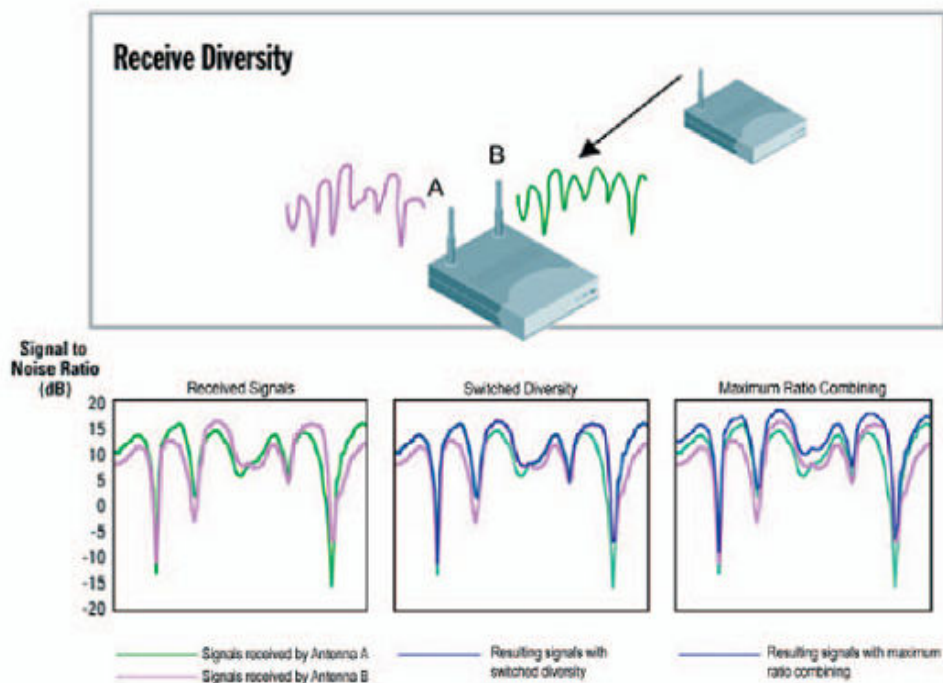 Receive Diversity
B
A
Signal to
Noise Ratio
(dB)
Received Signals
Switched Diversity
Maximum Ratio Combining
20
15
10
5
0
-5
-10
-15
-20
Signals received by Antenna A
Signals received by Antenna B
Resulting signals with
switched diversity
Resulting signals with maximum
ratio combining